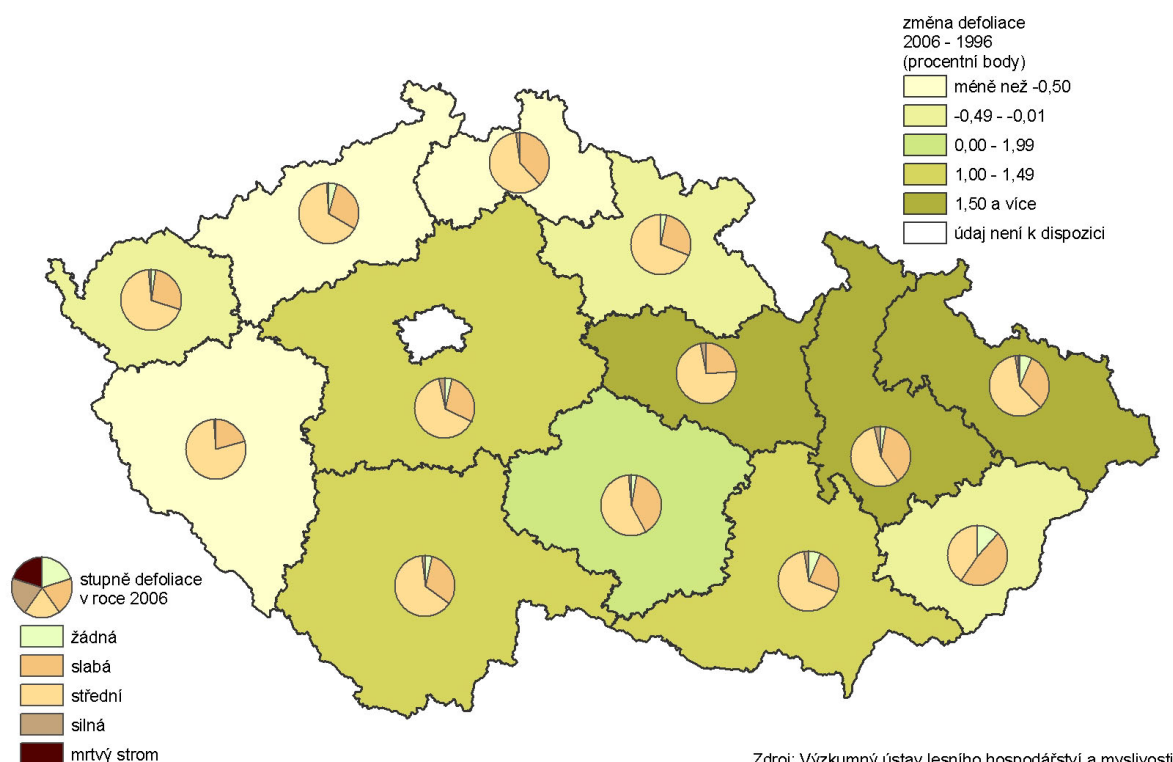 změna defoliace
2006 - 1996
(procentní body)
méně než -0,50
-0,49 - -0,01
0,00 - 1,99
1,00 - 1,49
1,50 a více
údaj není k dispozici
stupně defoliace
v roce 2006
žádná
slabá
střední
silná
mrtvý strom
Zdroj: Výzkumný ústav lesního hospodářství a myslivosti